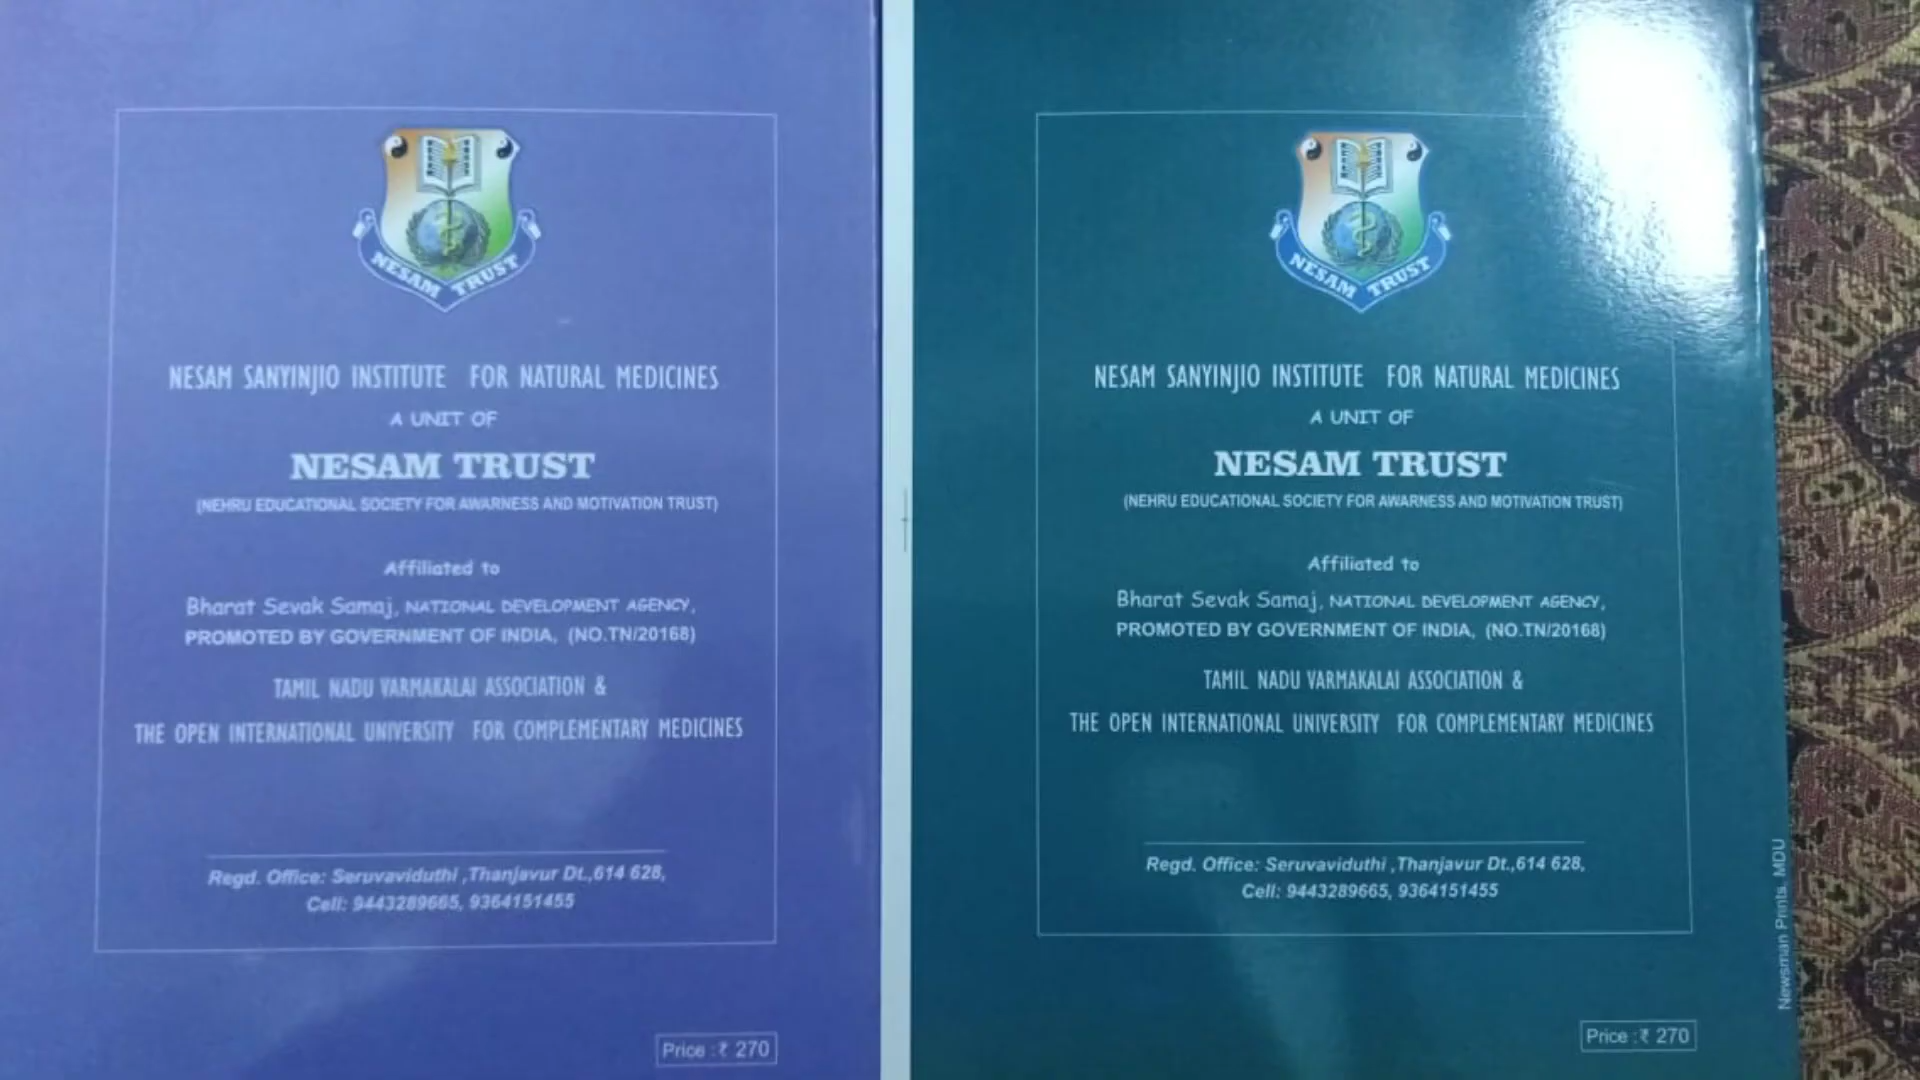 NESAM TRUST
NESAM SANYINJIO INSTITUTE FOR NATURAL MEDICINES
A UNIT OF
NESAM TRUST
(NEHRU EDUCATIONAL SOCIETY FOR AWARNESS AND MOTIVATION TRUST)
Affiliated to
Bharat Sevak Samaj, NATIONAL DEVELOPMENT AGENCY,
PROMOTED BY GOVERNMENT OF INDIA, (NO.TN/20168)
TAMIL NADU VARMAKALAI ASSOCIATION &
THE OPEN INTERNATIONAL UNIVERSITY FOR COMPLEMENTARY MEDICINES
Regd. Office: Seruvaviduthi ,Thanjavur Dt.,614 628,
Cell: 9443289665, 9364151455
Price : ₹ 270
NESAM TRUST
NESAM SANYINJIO INSTITUTE FOR NATURAL MEDICINES
A UNIT OF
NESAM TRUST
(NEHRU EDUCATIONAL SOCIETY FOR AWARNESS AND MOTIVATION TRUST)
Affiliated to
Bharat Sevak Samaj, NATIONAL DEVELOPMENT AGENCY,
PROMOTED BY GOVERNMENT OF INDIA, (NO.TN/20168)
TAMIL NADU VARMAKALAI ASSOCIATION &
THE OPEN INTERNATIONAL UNIVERSITY FOR COMPLEMENTARY MEDICINES
Regd. Office: Seruvaviduthi ,Thanjavur Dt.,614 628,
Cell: 9443289665, 9364151455
Price : ₹ 270
Newsman Prints. MDU